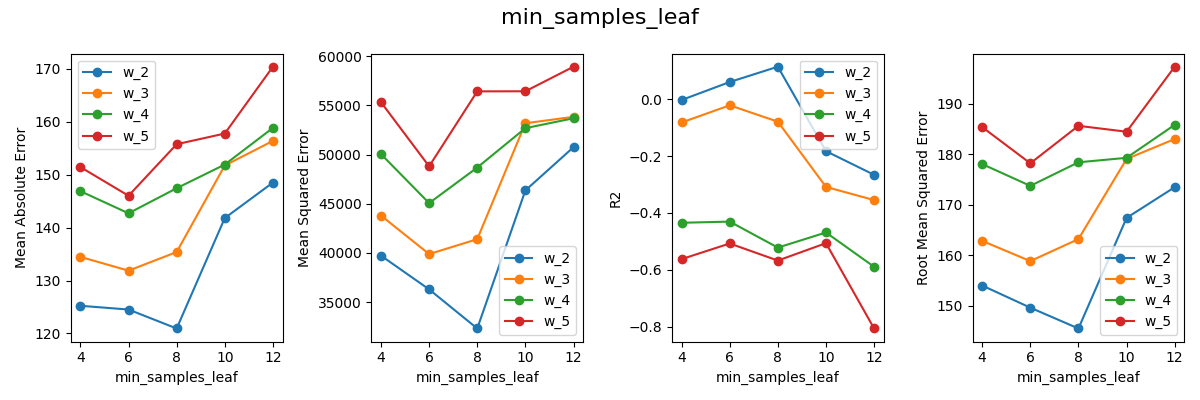 min_samples_leaf
Mean Absolute Error
170
160
150
140
130
120
4 6 8 10 12
min_samples_leaf
w_2
w_3
w_4
w_5
Mean Squared Error
60000
55000
50000
45000
40000
35000
4 6 8 10 12
min_samples_leaf
w_2
w_3
w_4
w_5
R2
0.0
−0.2
−0.4
−0.6
−0.8
4 6 8 10 12
min_samples_leaf
w_2
w_3
w_4
w_5
Root Mean Squared Error
190
180
170
160
150
4 6 8 10 12
min_samples_leaf
w_2
w_3
w_4
w_5